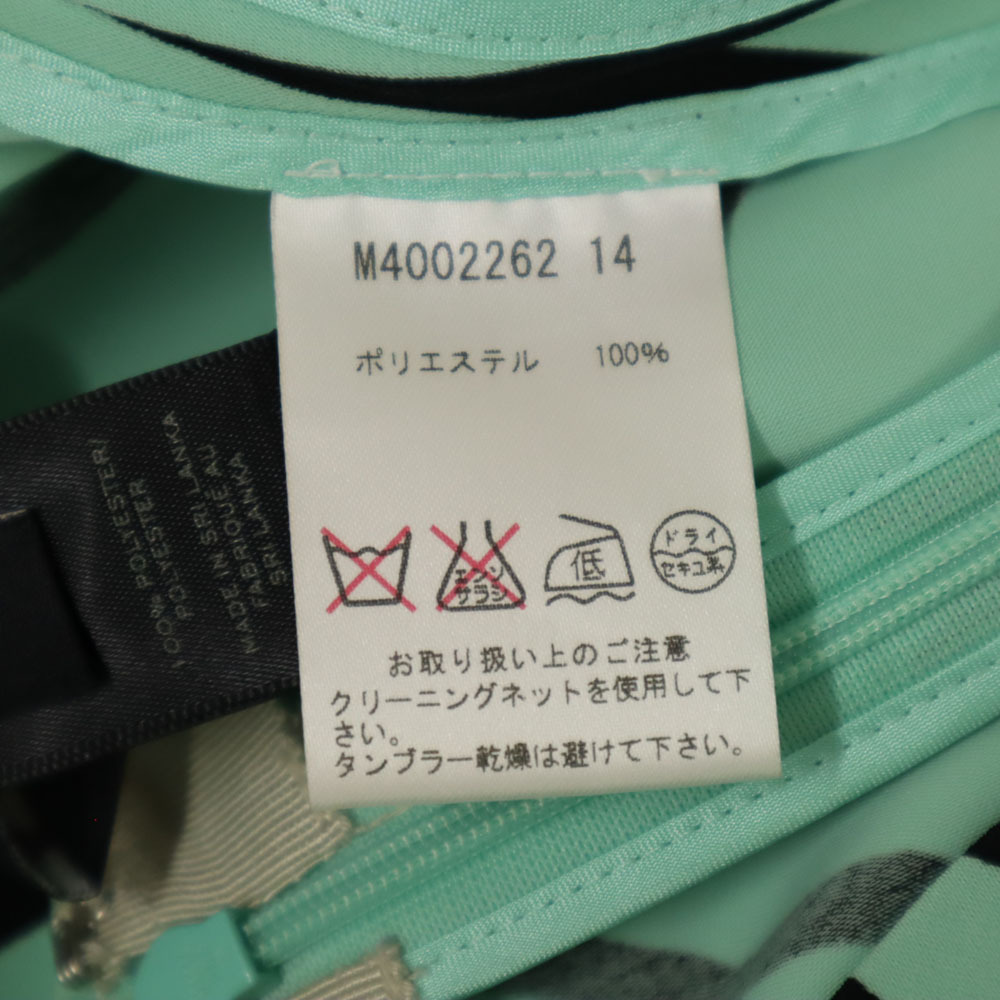 M4002262 14
ポリエステル 100%
エンソ
サラシ
低
ドライ
セキユ系
お取り扱い上のご注意
クリーニングネットを使用して下
さい。
タンブラー乾燥は避けて下さい。
100% POLYESTER/
POLYESTER
MADE IN SRI LANKA
FABRIQUÉ AU
SRI LANKA